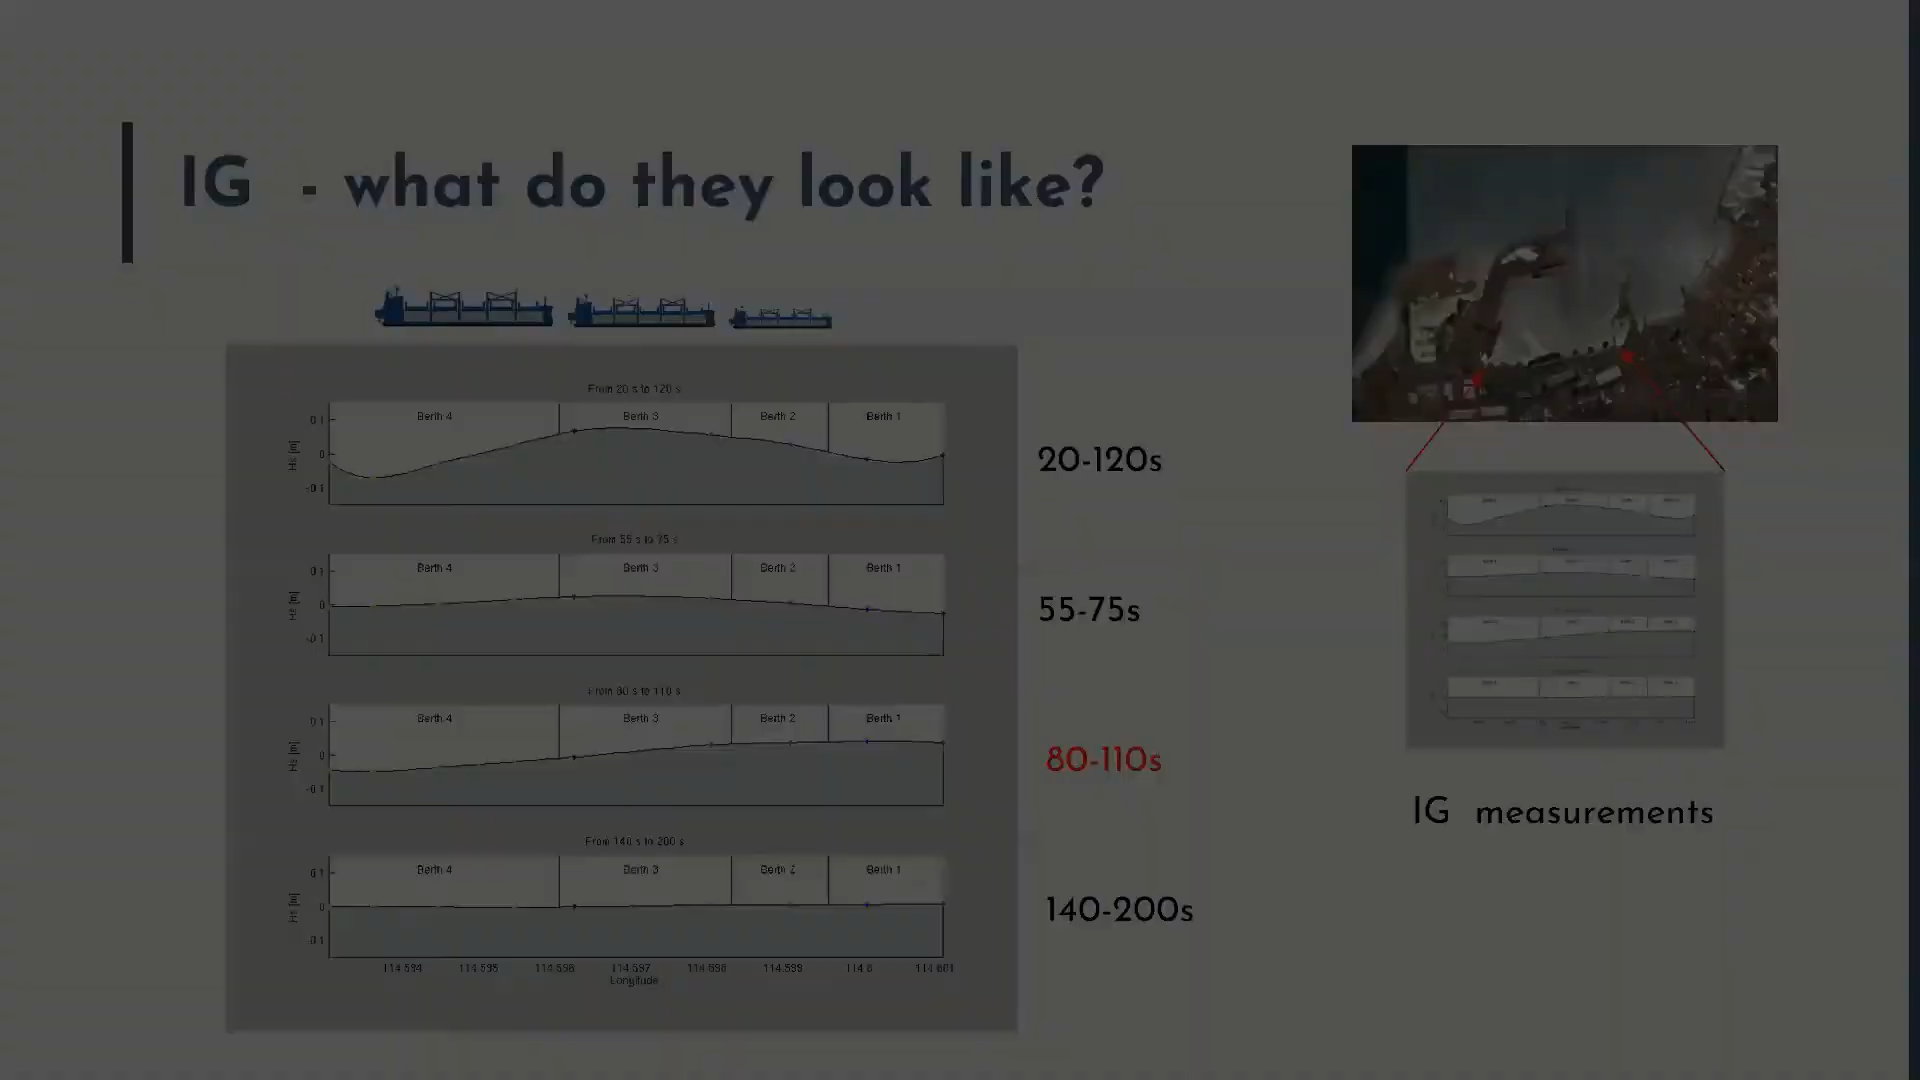 IG - what do they look like?
From 20 s to 120 s
Berth 4 Berth 3 Berth 2 Berth 1
0.1
0
-0.1
Hs [m]
20-120s
From 55 s to 75 s
Berth 4 Berth 3 Berth 2 Berth 1
0.1
0
-0.1
Hs [m]
55-75s
From 80 s to 110 s
Berth 4 Berth 3 Berth 2 Berth 1
0.1
0
-0.1
Hs [m]
80-110s
From 140 s to 200 s
Berth 4 Berth 3 Berth 2 Berth 1
0.1
0
-0.1
Hs [m]
140-200s
114.594 114.595 114.596 114.597 114.598 114.599 114.6 114.601
Longitude
IG measurements